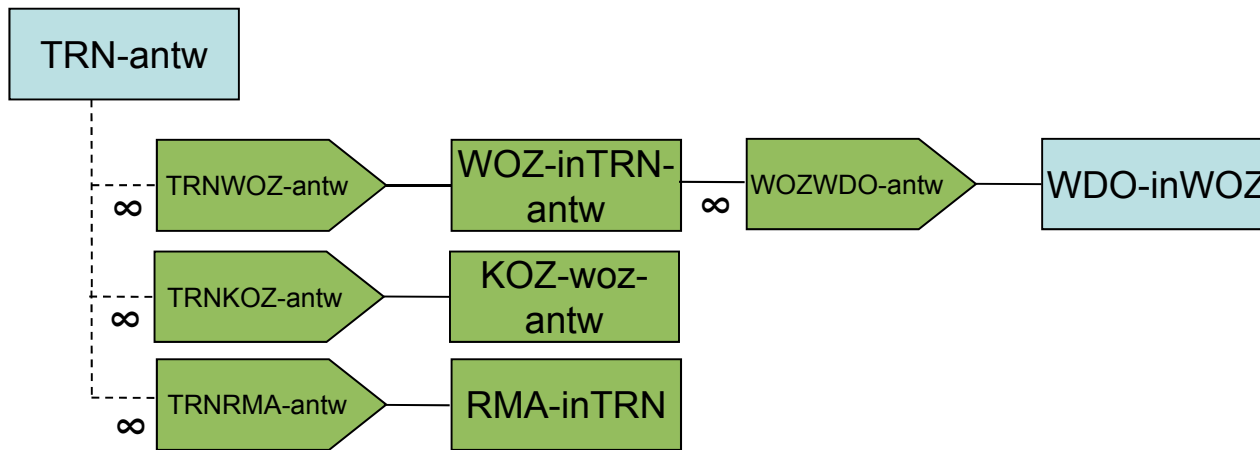 TRN-antw
TRNWOZ-antw
∞
WOZ-inTRN-
antw
∞
WOZWDO-antw
WDO-inWOZ
TRNKOZ-antw
∞
KOZ-woz-
antw
TRNRMA-antw
∞
RMA-inTRN